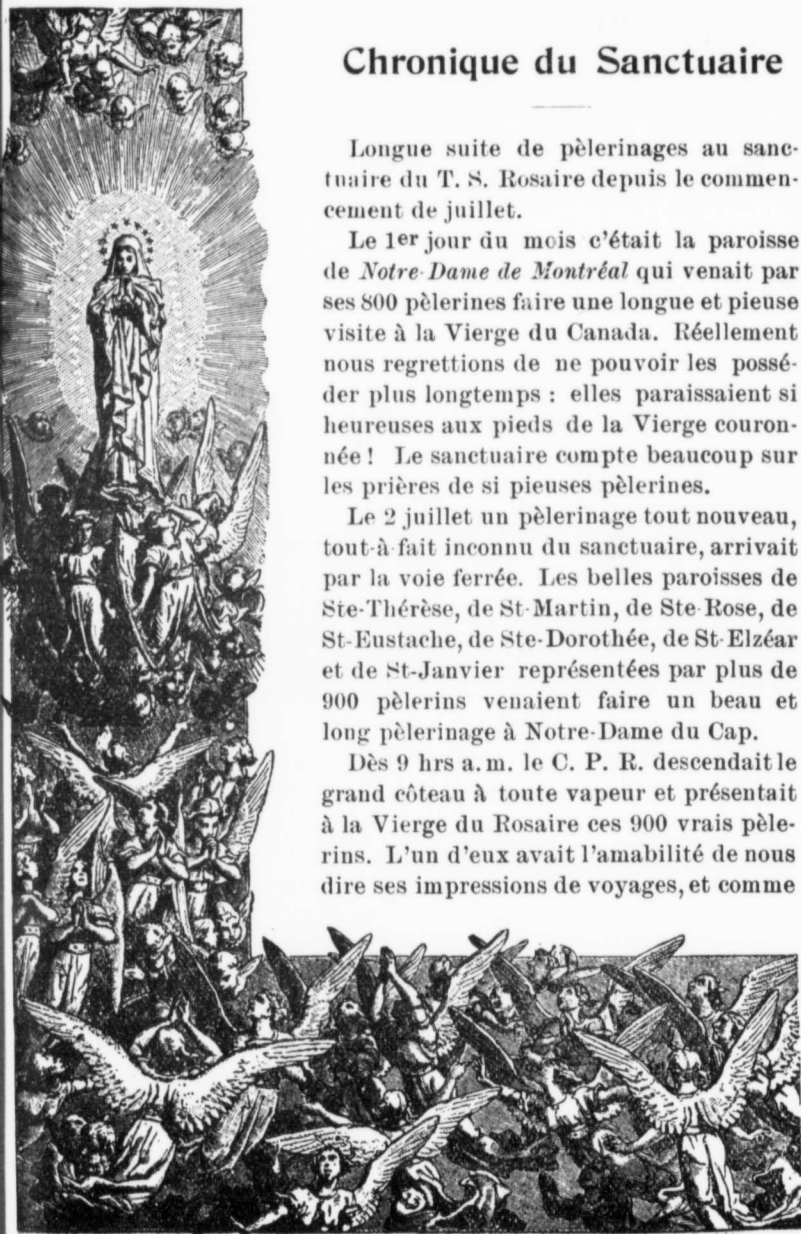 Chronique du Sanctuaire
Longue suite de pèlerinages au sanc-
tuaire du T. S. Rosaire depuis le commen-
cement de juillet.
Le 1er jour du mois c'était la paroisse
de Notre-Dame de Montréal qui venait par
ses 800 pèlerines faire une longue et pieuse
visite à la Vierge du Canada. Réellement
nous regrettions de ne pouvoir les possé-
der plus longtemps : elles paraissaient si
heureuses aux pieds de la Vierge couron-
née ! Le sanctuaire compte beaucoup sur
les prières de si pieuses pèlerines.
Le 2 juillet un pèlerinage tout nouveau,
tout-à-fait inconnu du sanctuaire, arrivait
par la voie ferrée. Les belles paroisses de
Ste-Thérèse, de St-Martin, de Ste-Rose, de
St-Eustache, de Ste-Dorothée, de St-Elzéar
et de St-Janvier représentées par plus de
900 pèlerins venaient faire un beau et
long pèlerinage à Notre-Dame du Cap.
Dès 9 hrs a.m. le C. P. R. descendait le
grand côteau à toute vapeur et présentait
à la Vierge du Rosaire ces 900 vrais pèle-
rins. L'un d'eux avait l'amabilité de nous
dire ses impressions de voyages, et comme